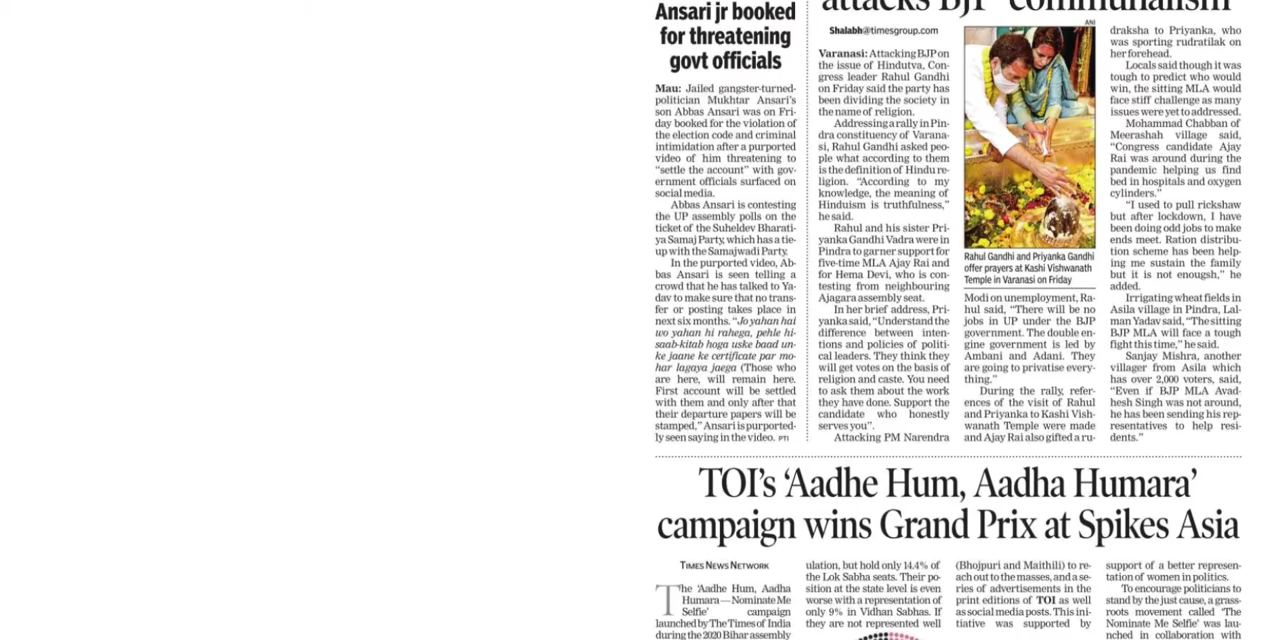 Ansari jr booked
for threatening
govt officials
Mau: Jailed gangster-turned-
politician Mukhtar Ansari's
son Abbas Ansari was on Fri-
day booked for the violation of
the election code and criminal
intimidation after a purported
video of him threatening to
"settle the account" with gov-
ernment officials surfaced on
social media.
Abbas Ansari is contesting
the UP assembly polls on the
ticket of the Suheldev Bharati-
ya Samaj Party, which has a tie-
up with the Samajwadi Party.
In the purported video, Ab-
bas Ansari is seen telling a
crowd that he has talked to Ya-
dav to make sure that no trans-
fer or posting takes place in
next six months. "Jo yahan hai
wo yahan hi rahega, pehle hi-
saab-kitab hoga uske baad un-
ke jaane ke certificate par mo-
har lagaya jaega (Those who
are here, will remain here.
First account will be settled
with them and only after that
their departure papers will be
stamped," Ansari is purported-
ly seen saying in the video. PTI
attacks BJP 'communalism'
Shalabh@timesgroup.com
Varanasi: Attacking BJP on
the issue of Hindutva, Con-
gress leader Rahul Gandhi
on Friday said the party has
been dividing the society in
the name of religion.
Addressing a rally in Pin-
dra constituency of Varana-
si, Rahul Gandhi asked peo-
ple what according to them
is the definition of Hindu re-
ligion. "According to my
knowledge, the meaning of
Hinduism is truthfulness,"
he said.
Rahul and his sister Pri-
yanka Gandhi Vadra were in
Pindra to garner support for
five-time MLA Ajay Rai and
for Hema Devi, who is con-
testing from neighbouring
Ajagara assembly seat.
In her brief address, Pri-
yanka said, "Understand the
difference between inten-
tions and policies of politi-
cal leaders. They think they
will get votes on the basis of
religion and caste. You need
to ask them about the work
they have done. Support the
candidate who honestly
serves you".
Attacking PM Narendra
ANI
Rahul Gandhi and Priyanka Gandhi
offer prayers at Kashi Vishwanath
Temple in Varanasi on Friday
Modi on unemployment, Ra-
hul said, "There will be no
jobs in UP under the BJP
government. The double en-
gine government is led by
Ambani and Adani. They
are going to privatise every-
thing."
During the rally, refer-
ences of the visit of Rahul
and Priyanka to Kashi Vish-
wanath Temple were made
and Ajay Rai also gifted a ru-
draksha to Priyanka, who
was sporting rudratilak on
her forehead.
Locals said though it was
tough to predict who would
win, the sitting MLA would
face stiff challenge as many
issues were yet to addressed.
Mohammad Chabban of
Meerashah village said,
"Congress candidate Ajay
Rai was around during the
pandemic helping us find
bed in hospitals and oxygen
cylinders."
"I used to pull rickshaw
but after lockdown, I have
been doing odd jobs to make
ends meet. Ration distribu-
tion scheme has been help-
ing me sustain the family
but it is not enougsh," he
added.
Irrigating wheat fields in
Asila village in Pindra, Lal-
man Yadav said, "The sitting
BJP MLA will face a tough
fight this time," he said.
Sanjay Mishra, another
villager from Asila which
has over 2,000 voters, said,
"Even if BJP MLA Avad-
hesh Singh was not around,
he has been sending his rep-
resentatives to help resi-
dents."
TOI's 'Aadhe Hum, Aadha Humara'
campaign wins Grand Prix at Spikes Asia
TIMES NEWS NETWORK
The 'Aadhe Hum, Aadha
Humara—Nominate Me
Selfie' campaign
launched by The Times of India
during the 2020 Bihar assembly
ulation, but hold only 14.4% of
the Lok Sabha seats. Their po-
sition at the state level is even
worse with a representation of
only 9% in Vidhan Sabhas. If
they are not represented well
(Bhojpuri and Maithili) to re-
ach out to the masses, and a se-
ries of advertisements in the
print editions of TOI as well
as social media posts. This ini-
tiative was supported by
support of a better represen-
tation of women in politics.
To encourage politicians to
stand by the just cause, a grass-
roots movement called 'The
Nominate Me Selfie' was lau-
nched in collaboration with